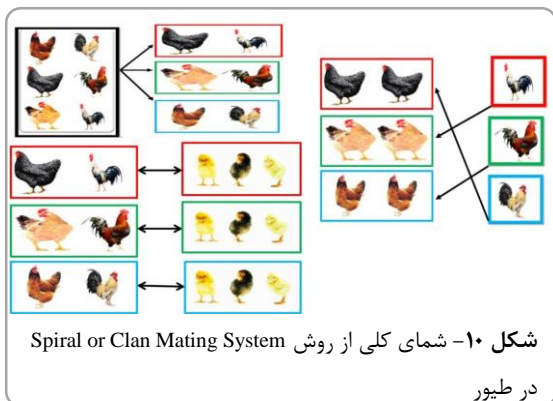 شکل ۱۰- شمای کلی از روش Spiral or Clan Mating System
در طیور